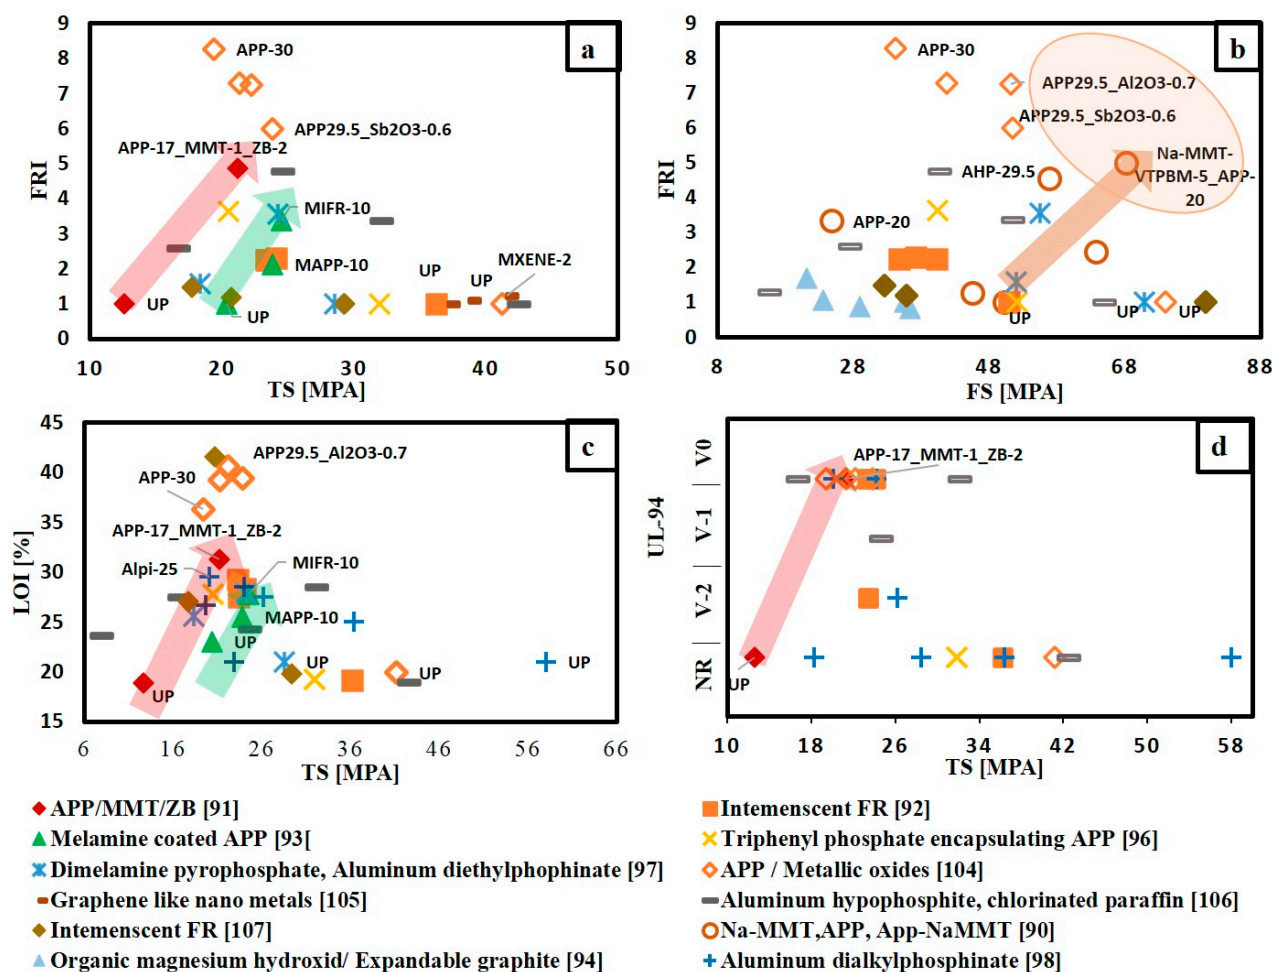 a
9
8
7
6
5
4
3
2
1
0
FRI
APP-30
APP29.5_Sb2O3-0.6
APP-17_MMT-1_ZB-2
MIFR-10
MAPP-10
UP
UP
MXENE-2
UP
UP
10 20 30 40 50
TS [MPA]
b
9
8
7
6
5
4
3
2
1
0
FRI
APP-30
APP29.5_Al2O3-0.7
APP29.5_Sb2O3-0.6
AHP-29.5
Na-MMT-
VTPBM-5_APP-
20
APP-20
UP
UP
UP
8 28 48 68 88
FS [MPA]
c
45
40
35
30
25
20
15
LOI [%]
APP29.5_Al2O3-0.7
APP-30
APP-17_MMT-1_ZB-2
Alpi-25
MIFR-10
MAPP-10
UP
UP
UP
UP
UP
6 16 26 36 46 56 66
TS [MPA]
d
V0
V-1
V-2
NR
UL-94
APP-17_MMT-1_ZB-2
UP
10 18 26 34 42 50 58
TS [MPA]
APP/MMT/ZB [91]
Intemenscent FR [92]
Melamine coated APP [93[
Triphenyl phosphate encapsulating APP [96]
Dimelamine pyrophosphate, Aluminum diethylphophinate [97]
APP / Metallic oxides [104]
Graphene like nano metals [105]
Aluminum hypophosphite, chlorinated paraffin [106]
Intemenscent FR [107]
Na-MMT,APP, App-NaMMT [90]
Organic magnesium hydroxid/ Expandable graphite [94]
Aluminum dialkylphosphinate [98]